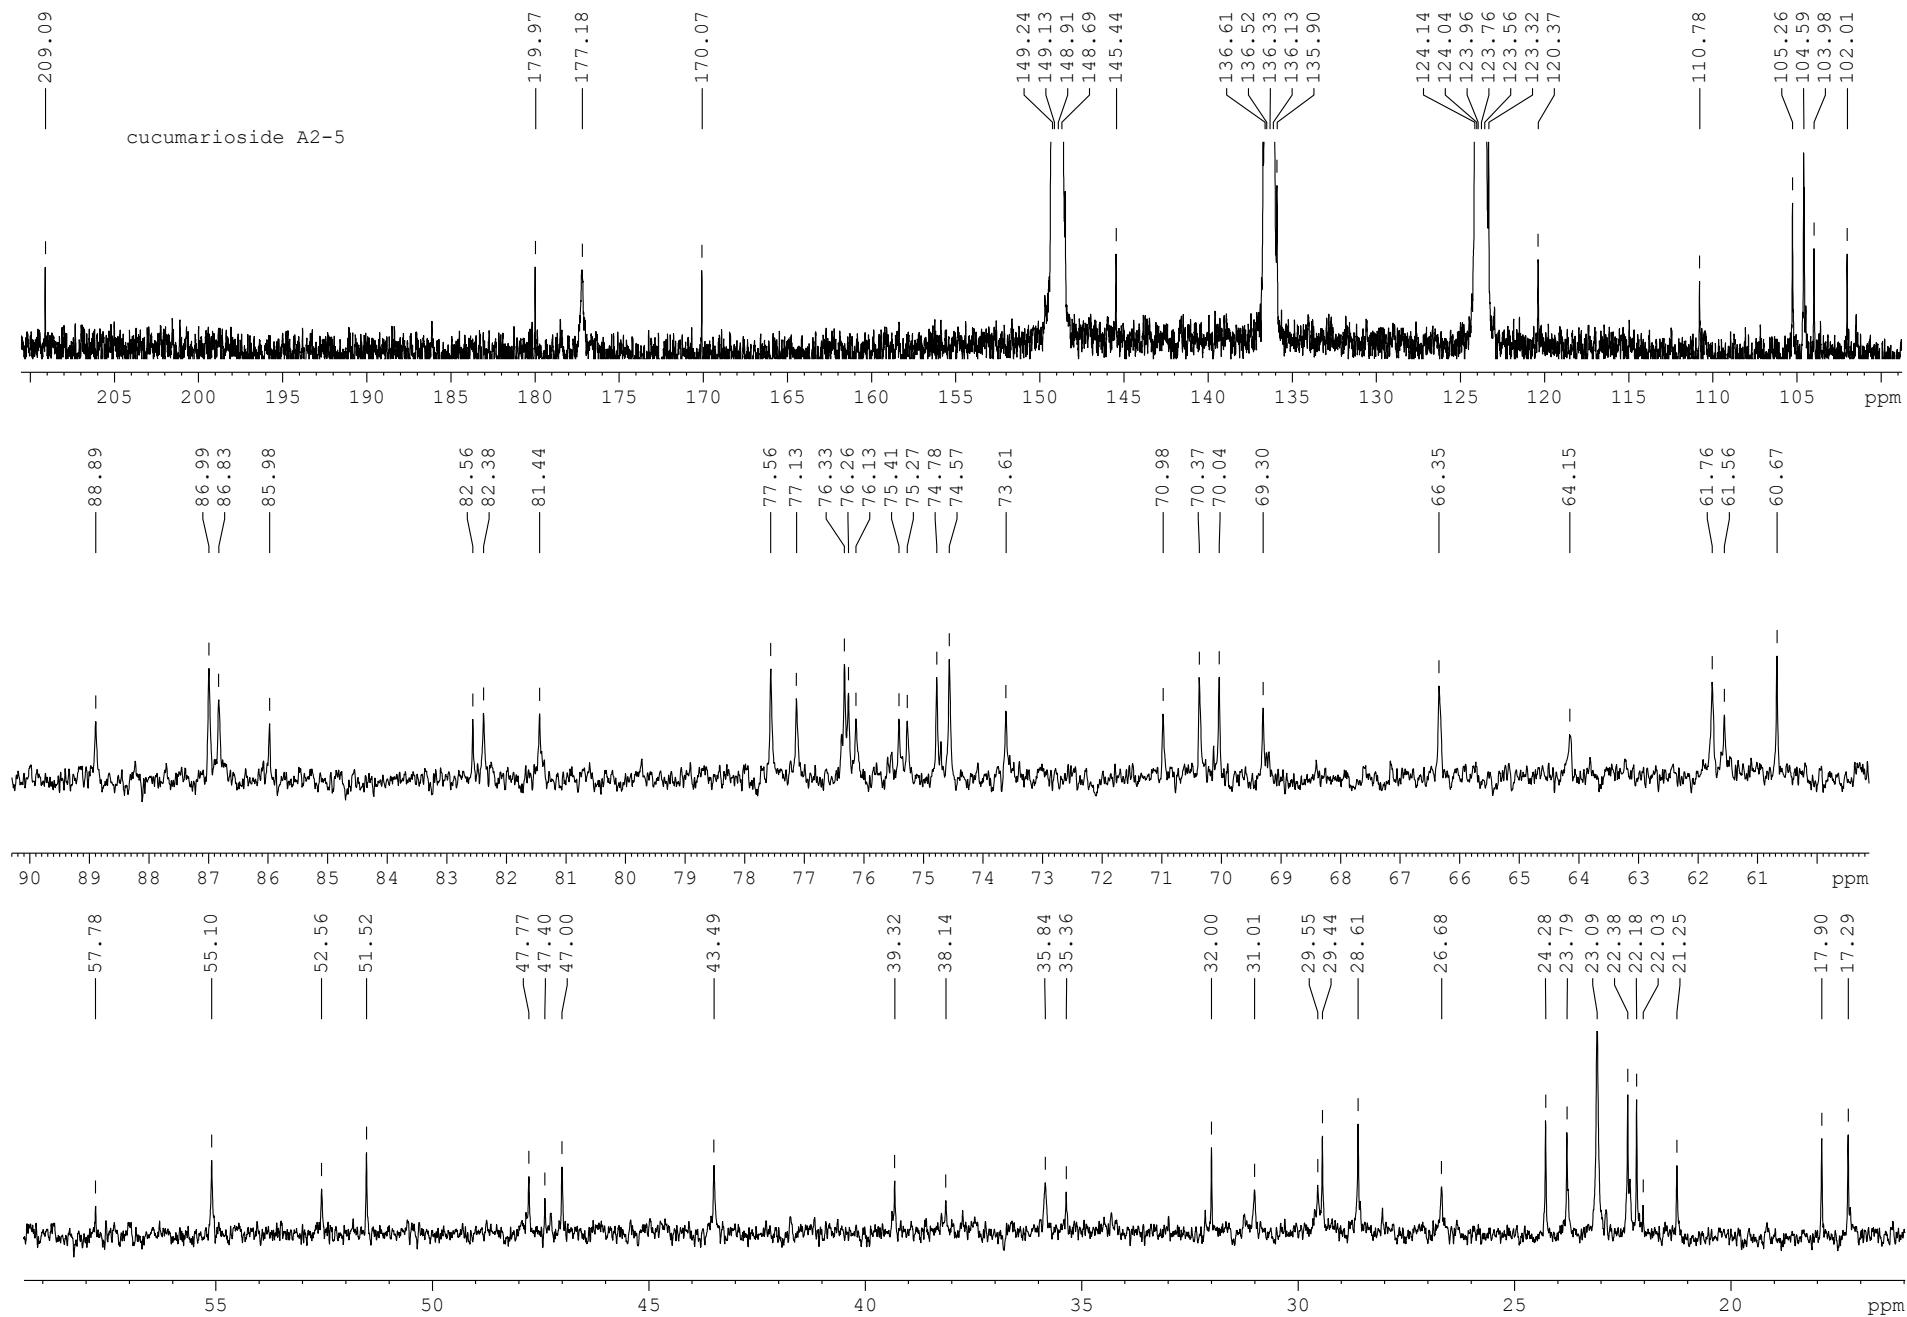 209.09 179.97 177.18 170.07 149.24 149.13 148.91 148.69 145.44 136.61 136.52 136.33 136.13 135.90 124.14 124.04 123.96 123.76 123.56 123.32 120.37 110.78 105.26 104.59 103.98 102.01
cucumarioside A2-5
205 200 195 190 185 180 175 170 165 160 155 150 145 140 135 130 125 120 115 110 105 ppm
88.89 86.99 86.83 85.98 82.56 82.38 81.44 77.56 77.13 76.33 76.26 76.13 75.41 75.27 74.78 74.57 73.61 70.98 70.37 70.04 69.30 66.35 64.15 61.76 61.56 60.67
90 89 88 87 86 85 84 83 82 81 80 79 78 77 76 75 74 73 72 71 70 69 68 67 66 65 64 63 62 61 ppm
57.78 55.10 52.56 51.52 47.77 47.40 47.00 43.49 39.32 38.14 35.84 35.36 32.00 31.01 29.55 29.44 28.61 26.68 24.28 23.79 23.09 22.38 22.18 22.03 21.25 17.90 17.29
55 50 45 40 35 30 25 20 ppm